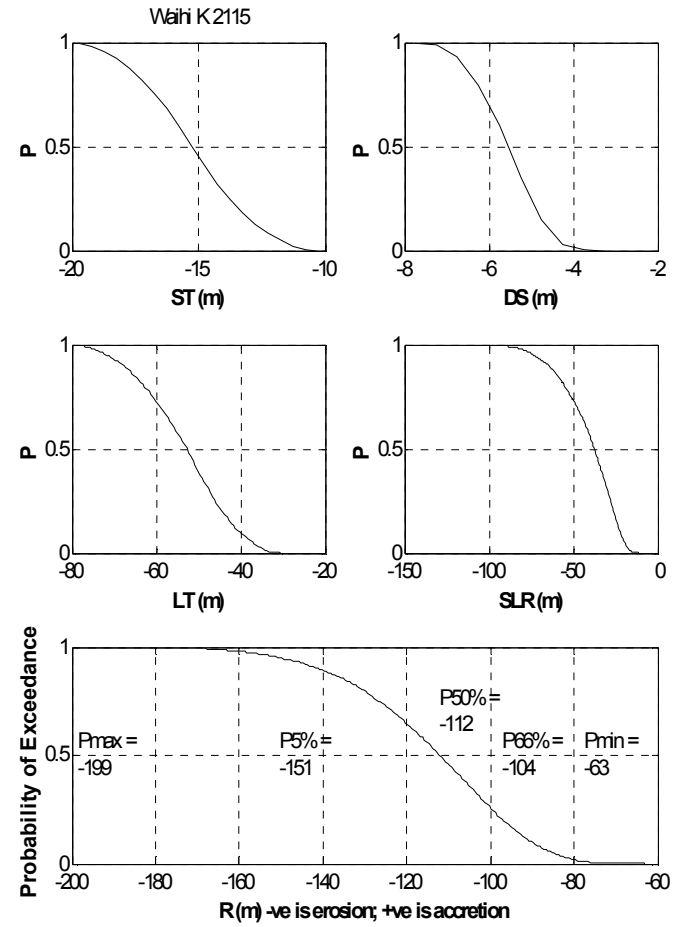 Waihi K 2115
1
0.5
0
P
-20
-15
-10
ST (m)
1
0.5
0
P
-8
-6
-4
-2
DS (m)
1
0.5
0
P
-80
-60
-40
-20
LT (m)
1
0.5
0
P
-150
-100
-50
0
SLR (m)
Probability of Exceedance
1
0.5
0
Pmax =
-199
P5% =
-151
P50% =
-112
P66% =
-104
Pmin =
-63
-200
-180
-160
-140
-120
-100
-80
-60
R (m) -ve is erosion; +ve is accretion